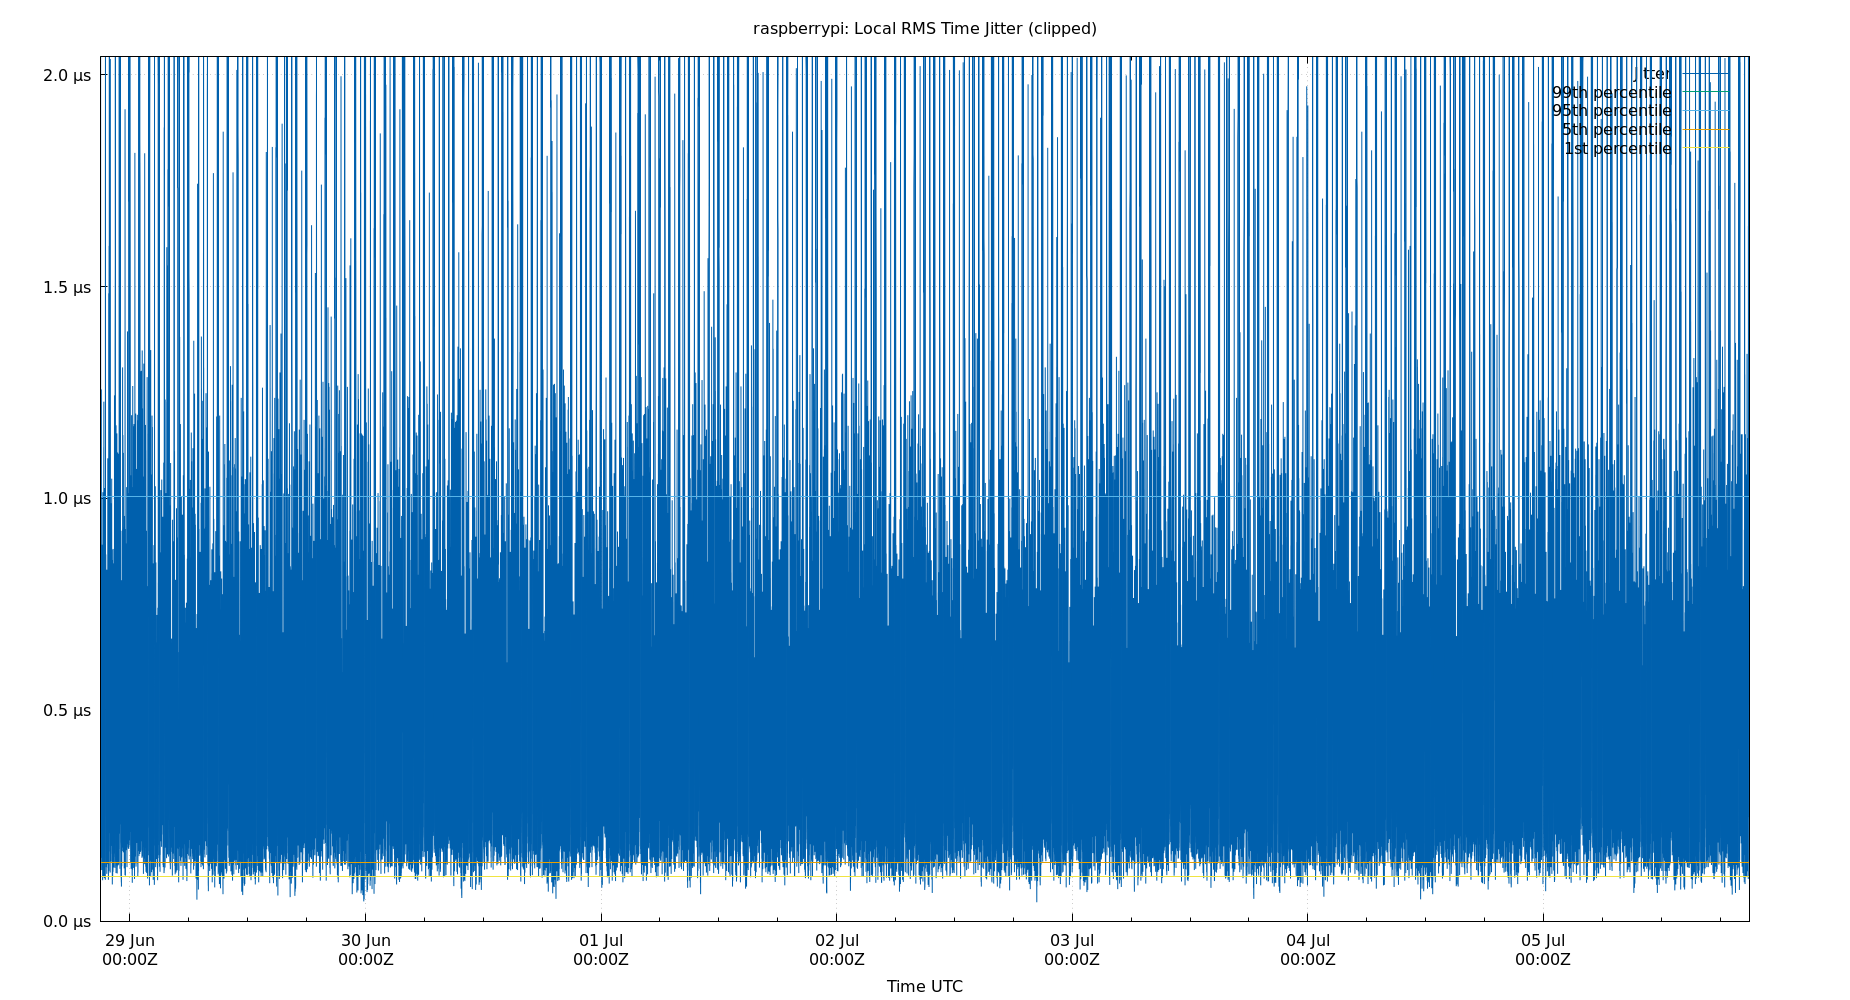 raspberrypi: Local RMS Time Jitter (clipped)
2.0 µs
jitter
99th percentile
95th percentile
5th percentile
1st percentile
1.5 µs
1.0 µs
0.5 µs
0.0 µs
29 Jun 30 Jun 01 Jul 02 Jul 03 Jul 04 Jul 05 Jul
00:00Z 00:00Z 00:00Z 00:00Z 00:00Z 00:00Z 00:00Z
Time UTC